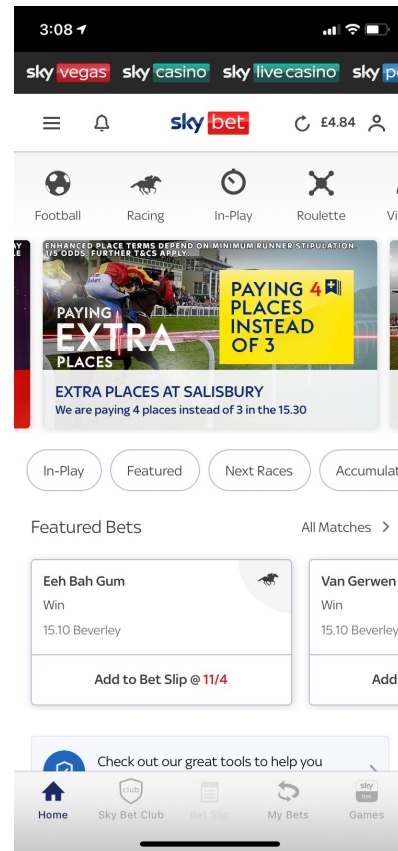 3:08
sky vegas sky casino sky live casino sky p
sky bet £4.84
Football Racing In-Play Roulette Vi
ENHANCED PLACE TERMS DEPEND ON MINIMUM RUNNER STIPULATION.
1/5 ODDS. FURTHER T&CS APPLY.
PAYING
EXTRA
PLACES
PAYING 4
PLACES
INSTEAD
OF 3
EXTRA PLACES AT SALISBURY
We are paying 4 places instead of 3 in the 15.30
In-Play Featured Next Races Accumulat
Featured Bets All Matches
Eeh Bah Gum
Win
15.10 Beverley
Add to Bet Slip @ 11/4
Van Gerwen
Win
15.10 Beverley
Add
Check out our great tools to help you
club
sky
bet
Home Sky Bet Club Bet Slip My Bets Games